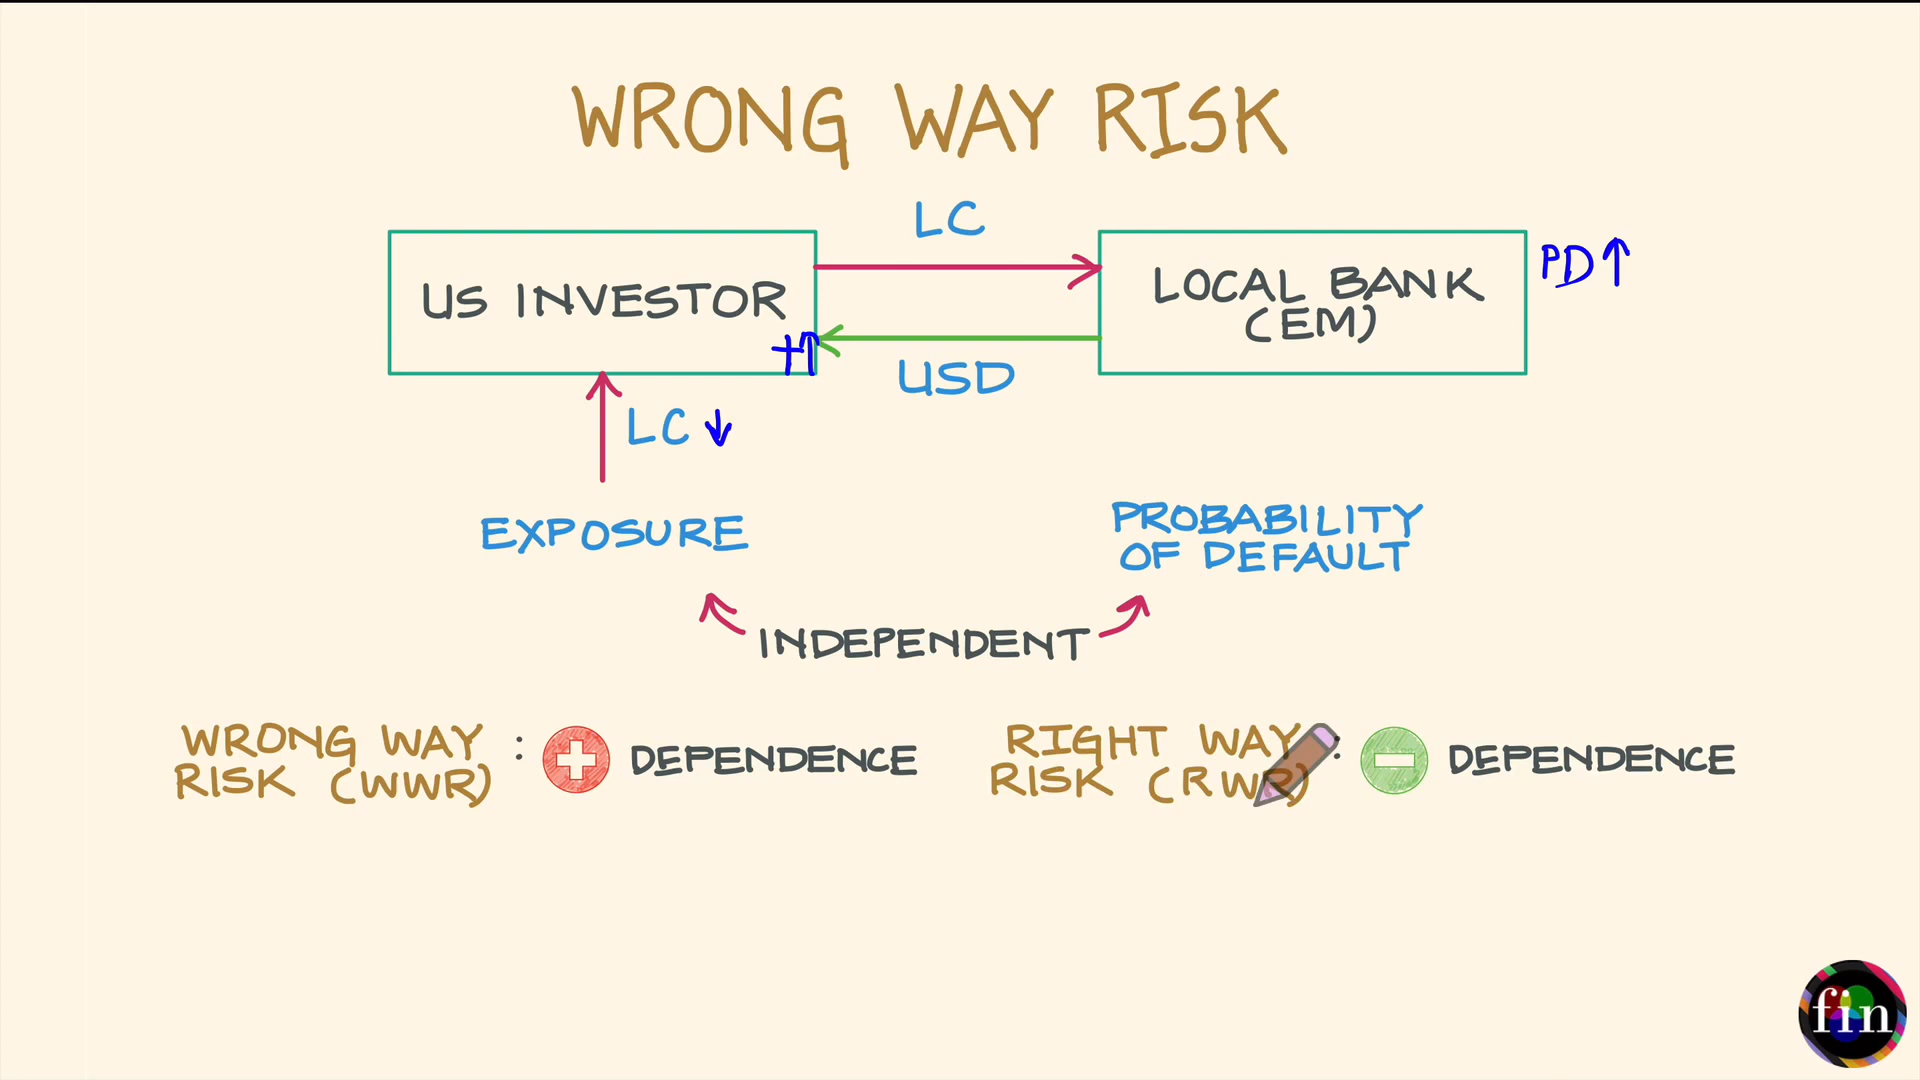 WRONG WAY RISK
LC
US INVESTOR
LOCAL BANK
(EM)
PD↑
+↑
USD
LC ↓
EXPOSURE
PROBABILITY
OF DEFAULT
INDEPENDENT
WRONG WAY
RISK (WWR)
: + DEPENDENCE
RIGHT WAY
RISK (RWR)
: − DEPENDENCE
fin